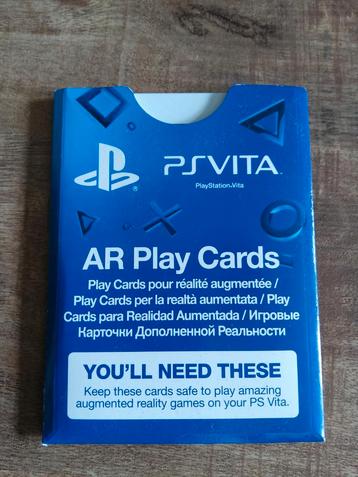 PSVITA
PlayStation®Vita
AR Play Cards
Play Cards pour réalité augmentée /
Play Cards per la realtà aumentata / Play
Cards para Realidad Aumentada / Игровые
Карточки Дополненной Реальности
YOU'LL NEED THESE
Keep these cards safe to play amazing
augmented reality games on your PS Vita.